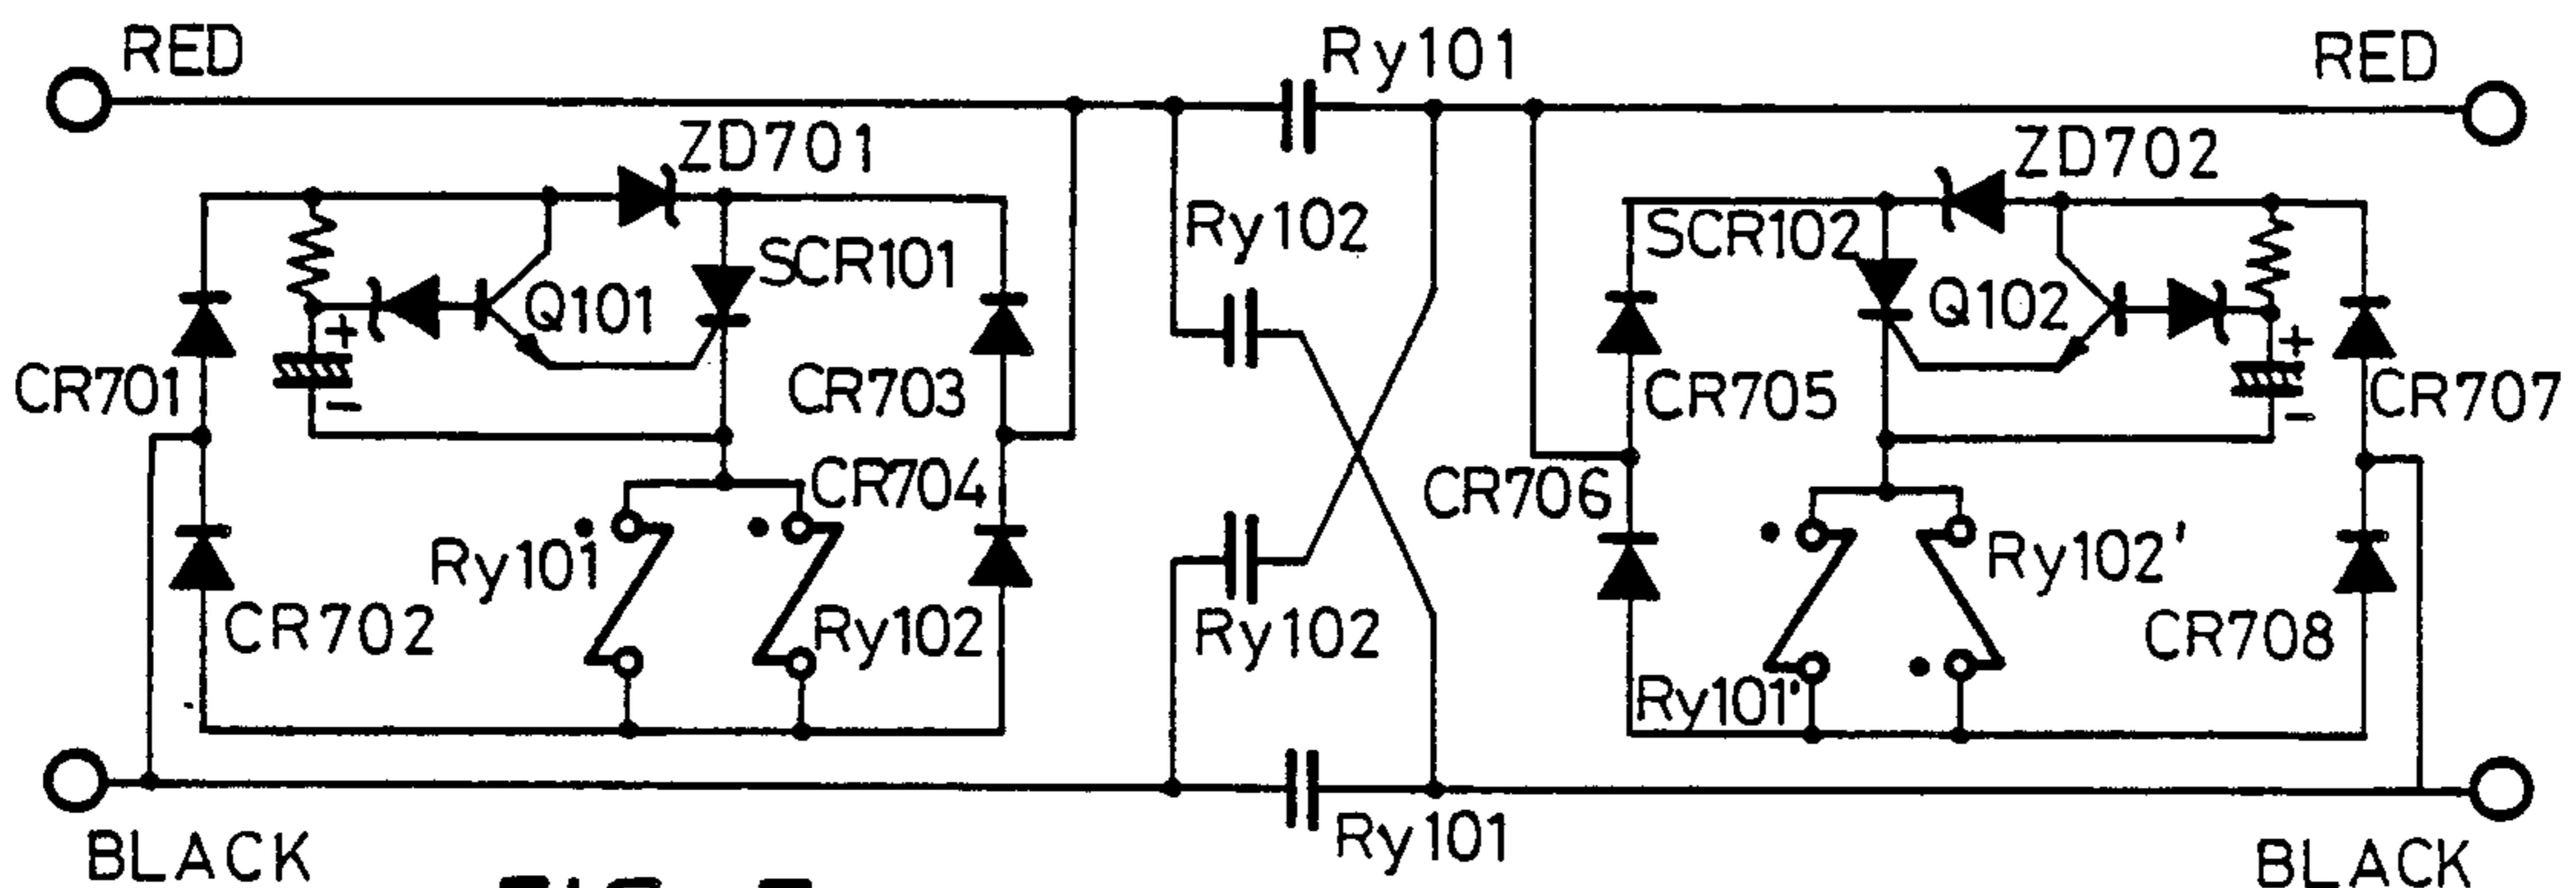 RED
Ry101
RED
ZD701
ZD702
Ry102
SCR101
SCR102
Q101
Q102
+
+
CR701
-
CR703
CR705
-
CR707
CR704
CR706
Ry101
Ry102'
CR702
Ry102
Ry102
CR708
Ry101'
Ry101
BLACK
BLACK